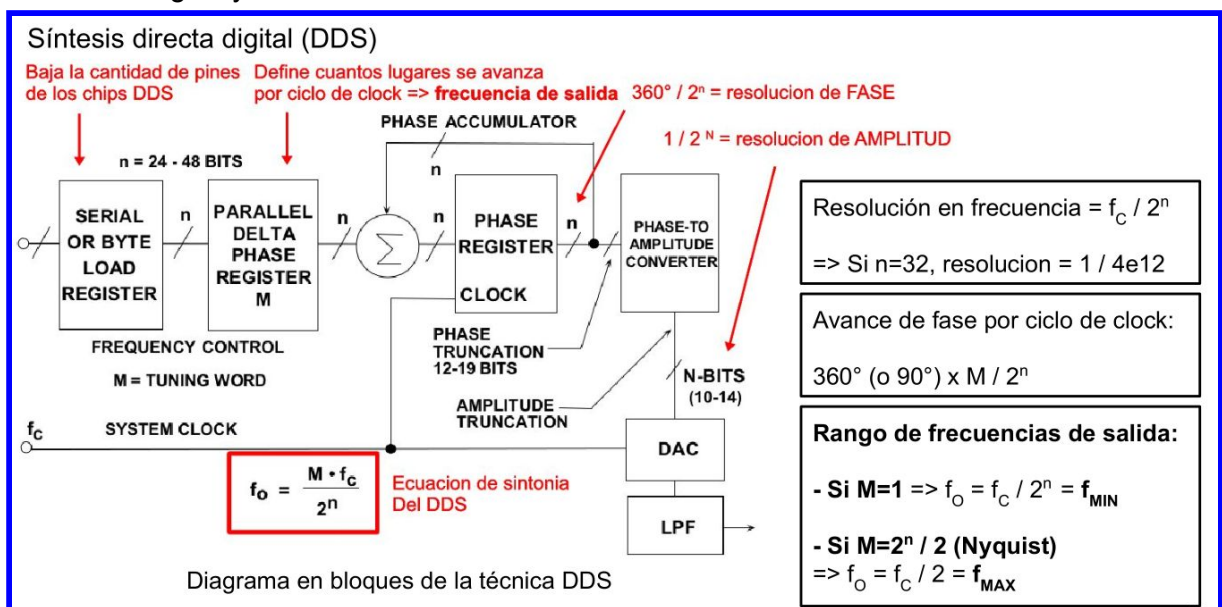 Síntesis directa digital (DDS)
Baja la cantidad de pines
de los chips DDS
Define cuantos lugares se avanza
por ciclo de clock => frecuencia de salida
360° / 2ⁿ = resolucion de FASE
1 / 2 ᴺ = resolucion de AMPLITUD
PHASE ACCUMULATOR
n = 24 - 48 BITS
n
SERIAL
OR BYTE
LOAD
REGISTER
n
PARALLEL
DELTA
PHASE
REGISTER
M
n
Σ
n
PHASE
REGISTER
CLOCK
n
PHASE-TO
AMPLITUDE
CONVERTER
FREQUENCY CONTROL
M = TUNING WORD
PHASE
TRUNCATION
12-19 BITS
AMPLITUDE
TRUNCATION
N-BITS
(10-14)
fc
SYSTEM CLOCK
DAC
LPF
fo = M • fc / 2ⁿ
Ecuacion de sintonia
Del DDS
Diagrama en bloques de la técnica DDS
Resolución en frecuencia = fC / 2ⁿ
=> Si n=32, resolucion = 1 / 4e12
Avance de fase por ciclo de clock:
360° (o 90°) x M / 2ⁿ
Rango de frecuencias de salida:
- Si M=1 => fO = fC / 2ⁿ = fMIN
- Si M=2ⁿ / 2 (Nyquist)
=> fO = fC / 2 = fMAX